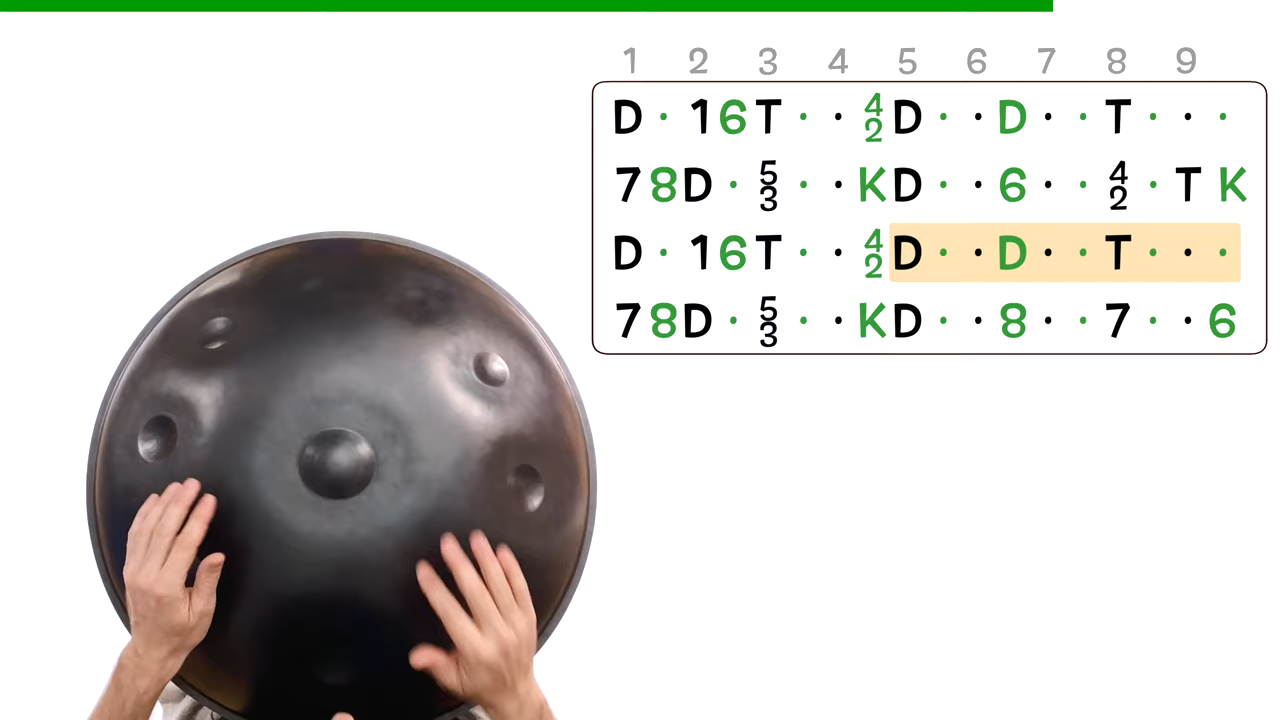 1 2 3 4 5 6 7 8 9
D · 1 6 T · · 4/2 D · · D · · T · · ·
7 8 D · 5/3 · · K D · · 6 · · 4/2 · T K
D · 1 6 T · · 4/2 D · · D · · T · · ·
7 8 D · 5/3 · · K D · · 8 · · 7 · · 6